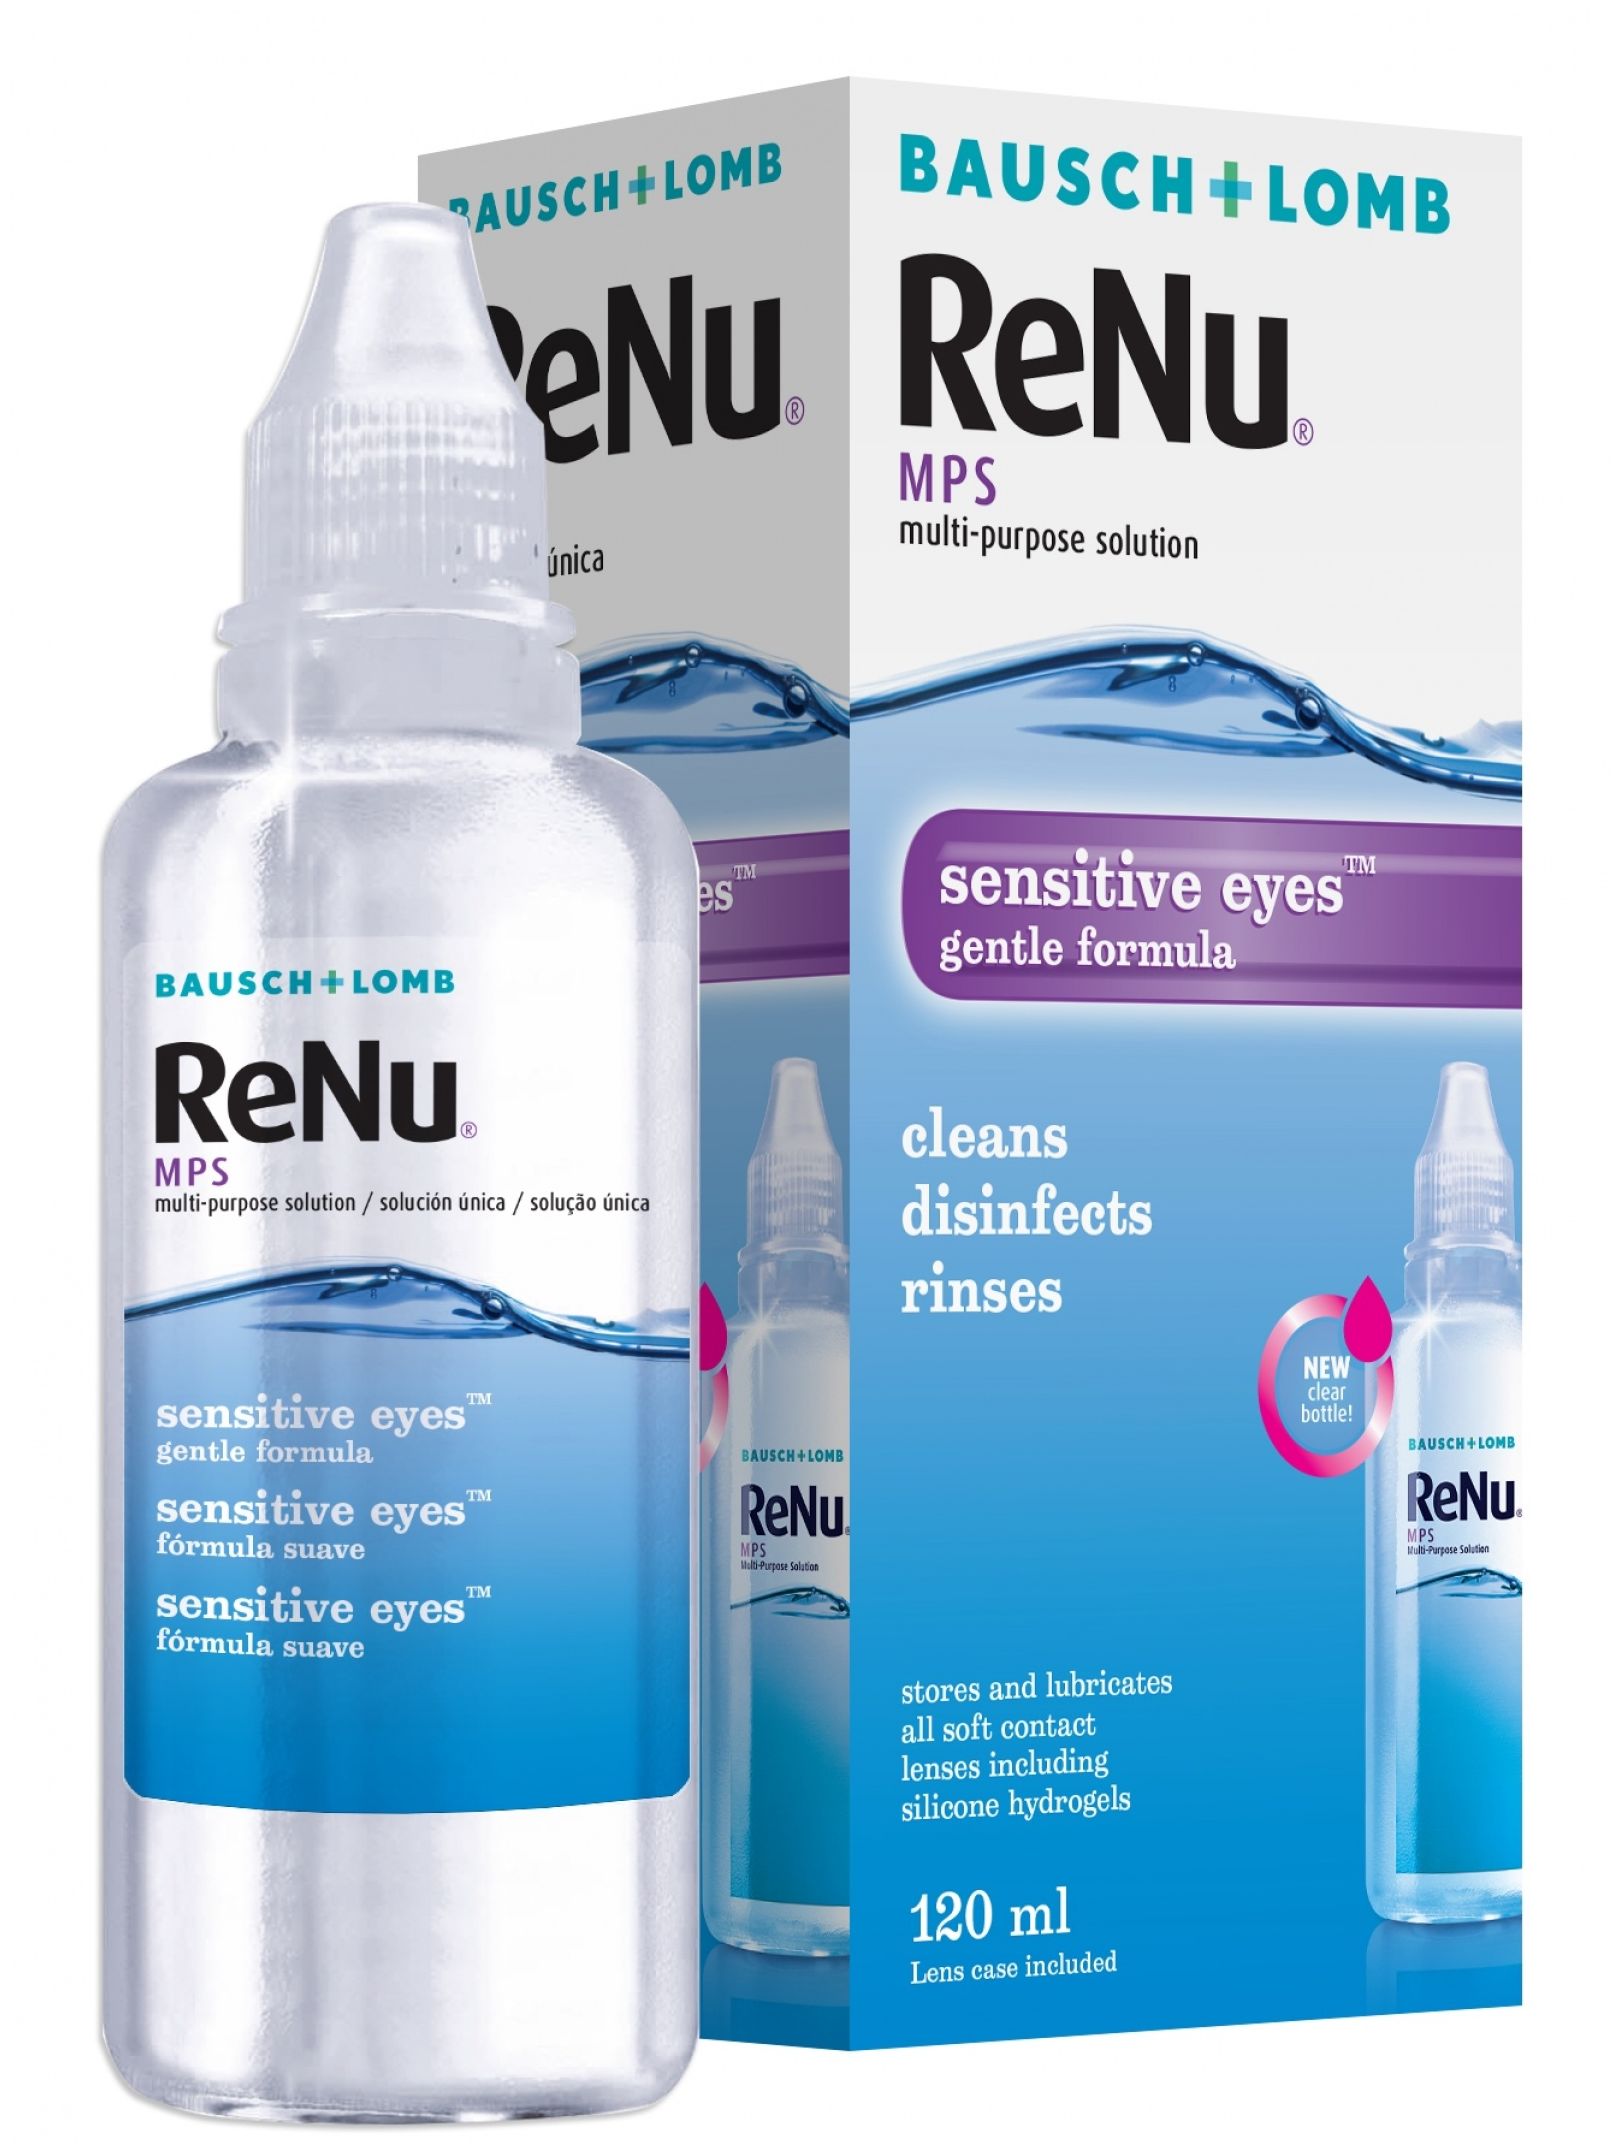 BAUSCH+LOMB
ReNu®
MPS
multi-purpose solution
sensitive eyes™
gentle formula
cleans
disinfects
rinses
NEW
clear
bottle!
BAUSCH+LOMB
ReNu®
MPS
Multi-Purpose Solution
stores and lubricates
all soft contact
lenses including
silicone hydrogels
120 ml
Lens case included
BAUSCH+LOMB
ReNu®
única
es™
BAUSCH+LOMB
ReNu®
MPS
Multi-Purpose Solution
BAUSCH+LOMB
ReNu®
MPS
multi-purpose solution / solución única / solução única
sensitive eyes™
gentle formula
sensitive eyes™
fórmula suave
sensitive eyes™
fórmula suave